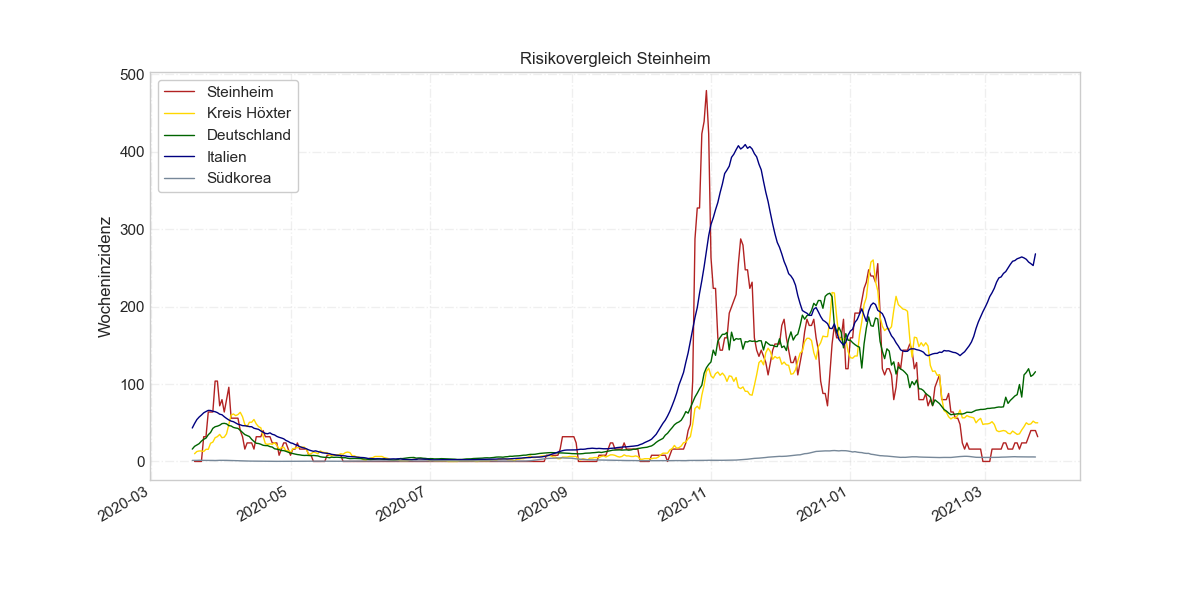 Risikovergleich Steinheim
Wocheninzidenz
500
400
300
200
100
0
Steinheim
Kreis Höxter
Deutschland
Italien
Südkorea
2020-03
2020-05
2020-07
2020-09
2020-11
2021-01
2021-03